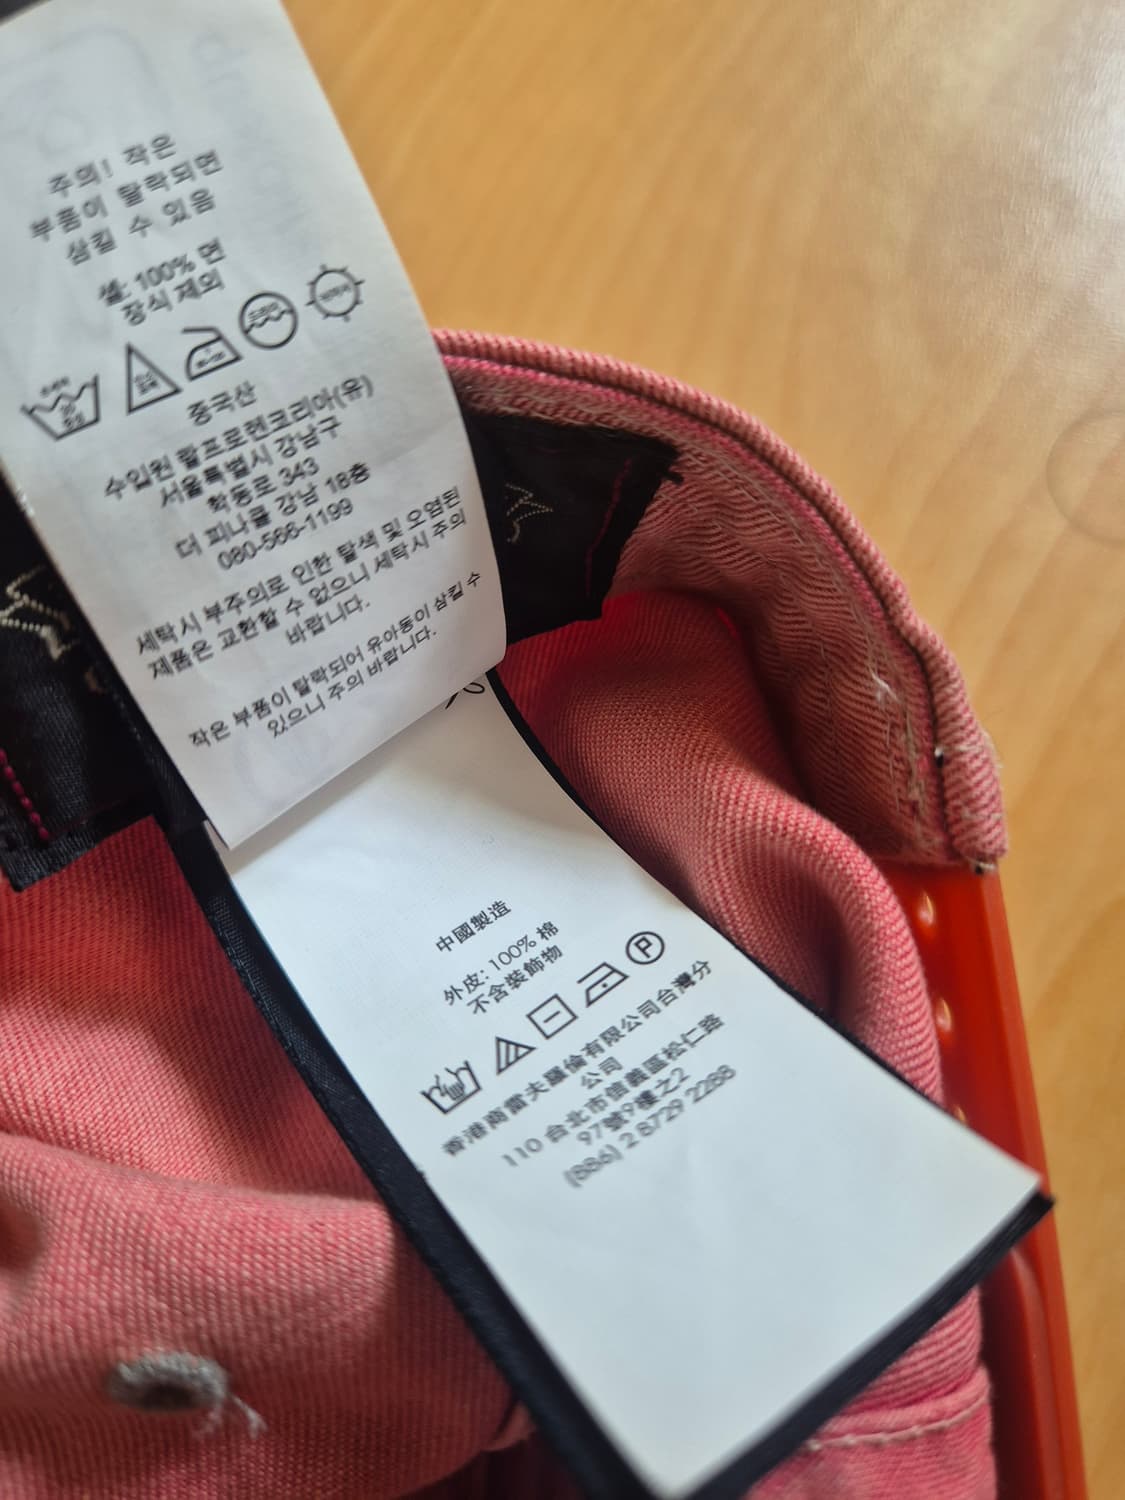 주의! 작은
부품이 탈락되면
삼킬 수 있음
쉘: 100% 면
장식 제외
중국산
수입원 랄프로렌코리아(유)
서울특별시 강남구
학동로 343
더 피나클 강남 18층
080-566-1199
세탁시 부주의로 인한 탈색 및 오염된
제품은 교환할 수 없으니 세탁시 주의
바랍니다.
작은 부품이 탈락되어 유아동이 삼킬 수
있으니 주의 바랍니다.
中國製造
外皮: 100% 棉
不含裝飾物
P
香港商雷夫羅倫有限公司台灣分
公司
110 台北市信義區松仁路
97號9樓之2
(886) 2 8729 2288